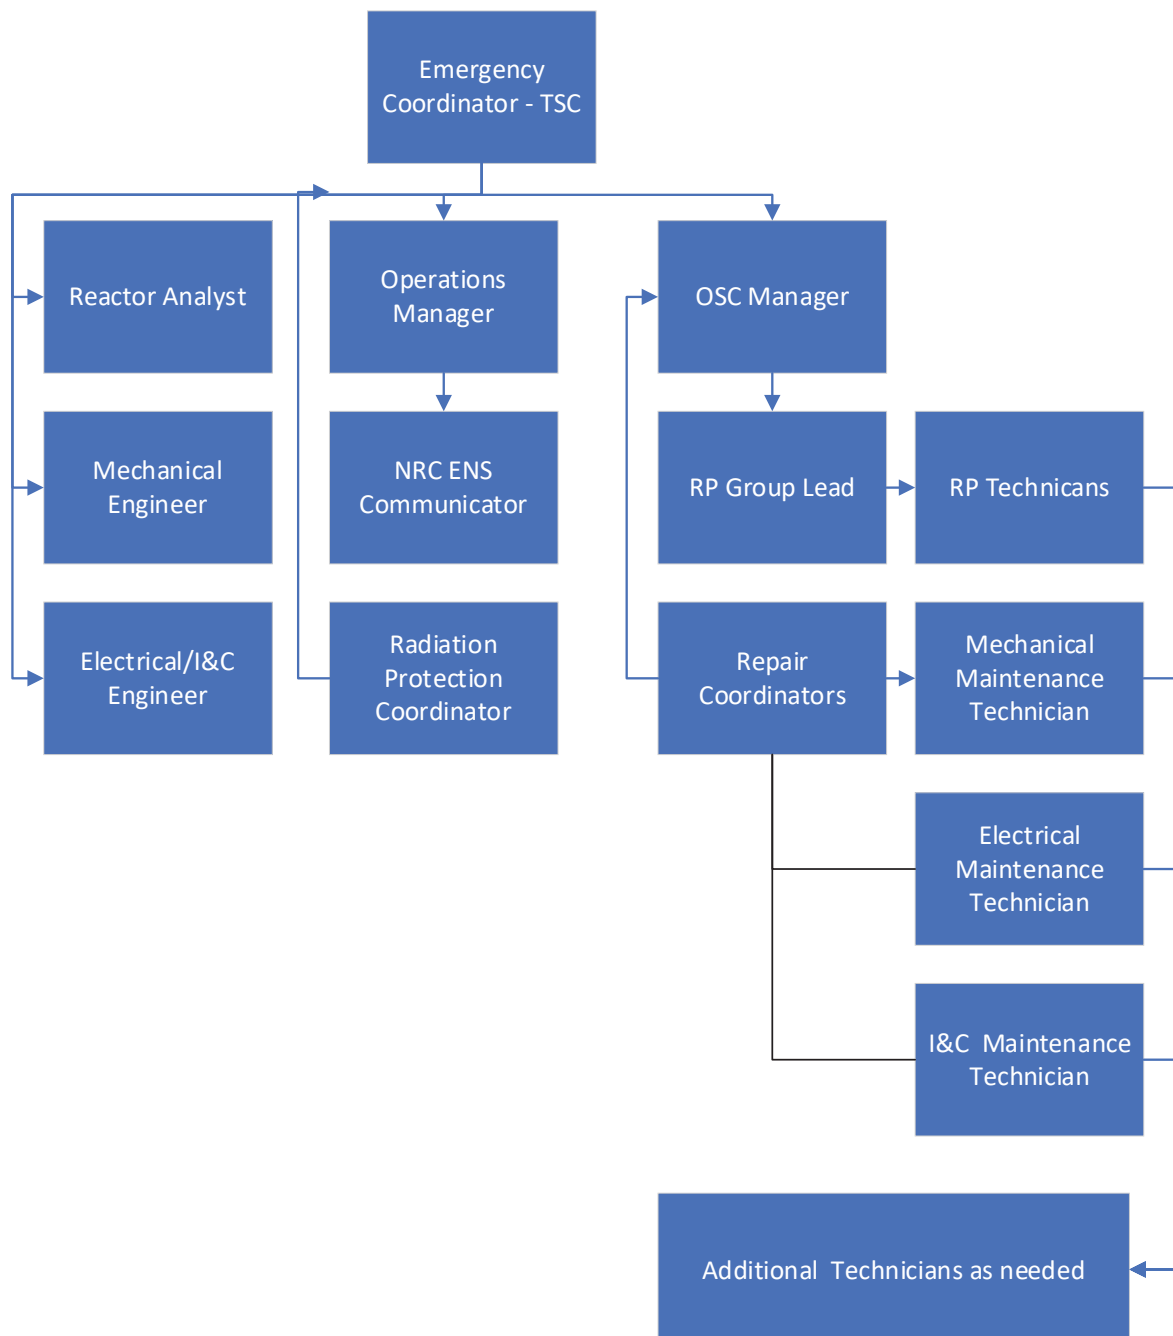 Emergency
Coordinator - TSC
Reactor Analyst
Operations
Manager
OSC Manager
Mechanical
Engineer
NRC ENS
Communicator
RP Group Lead
RP Technicans
Electrical/I&C
Engineer
Radiation
Protection
Coordinator
Repair
Coordinators
Mechanical
Maintenance
Technician
Electrical
Maintenance
Technician
I&C  Maintenance
Technician
Additional  Technicians as needed